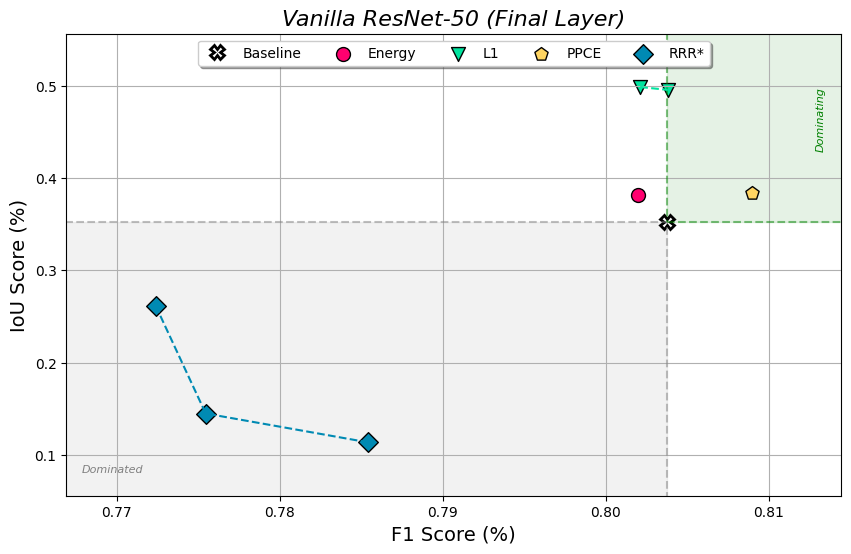 Vanilla ResNet-50 (Final Layer)
Baseline Energy L1 PPCE RRR*
Dominating
Dominated
IoU Score (%)
0.5
0.4
0.3
0.2
0.1
0.77 0.78 0.79 0.80 0.81
F1 Score (%)